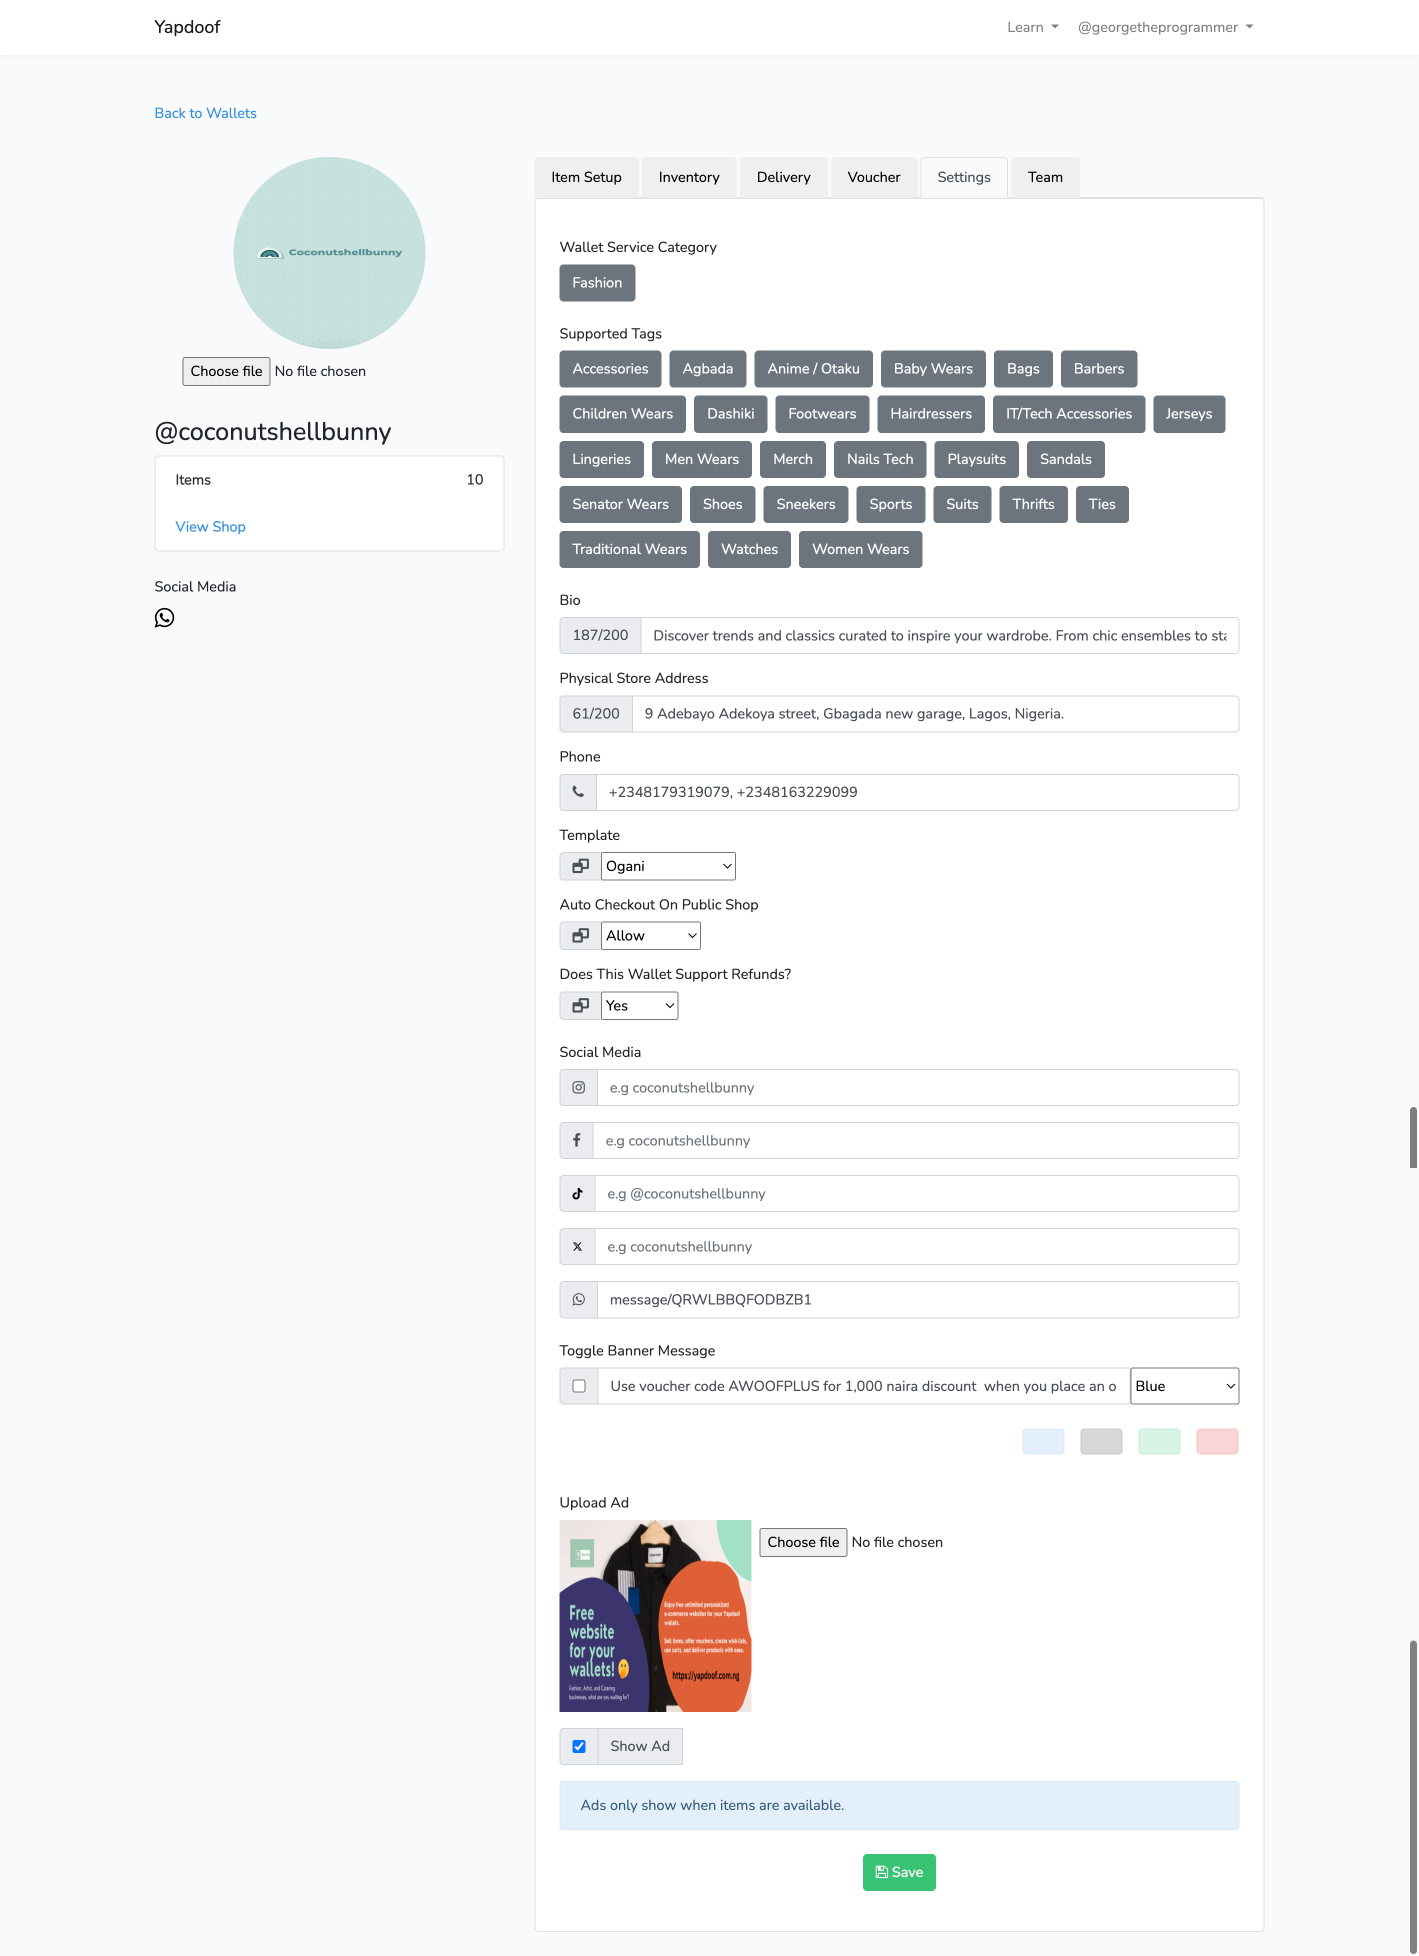 Yapdoof
Learn
@georgetheprogrammer
Back to Wallets
Coconutshellbunny
Choose file No file chosen
@coconutshellbunny
Items 10
View Shop
Social Media
Item Setup Inventory Delivery Voucher Settings Team
Wallet Service Category
Fashion
Supported Tags
Accessories Agbada Anime / Otaku Baby Wears Bags Barbers
Children Wears Dashiki Footwears Hairdressers IT/Tech Accessories Jerseys
Lingeries Men Wears Merch Nails Tech Playsuits Sandals
Senator Wears Shoes Sneekers Sports Suits Thrifts Ties
Traditional Wears Watches Women Wears
Bio
187/200 Discover trends and classics curated to inspire your wardrobe. From chic ensembles to sta
Physical Store Address
61/200 9 Adebayo Adekoya street, Gbagada new garage, Lagos, Nigeria.
Phone
+2348179319079, +2348163229099
Template
Ogani
Auto Checkout On Public Shop
Allow
Does This Wallet Support Refunds?
Yes
Social Media
e.g coconutshellbunny
e.g coconutshellbunny
e.g @coconutshellbunny
e.g coconutshellbunny
message/QRWLBBQFODBZB1
Toggle Banner Message
Use voucher code AWOOFPLUS for 1,000 naira discount  when you place an o Blue
Upload Ad
Choose file No file chosen
Free
website
for your
wallets!
Fashion, Artist, and Catering
businesses, what are you waiting for?
Enjoy free unlimited personalized
e-commerce websites for your Yapdoof
wallets.
Sell items, offer vouchers, create wish lists,
use carts, and deliver products with ease.
https://yapdoof.com.ng
Show Ad
Ads only show when items are available.
Save